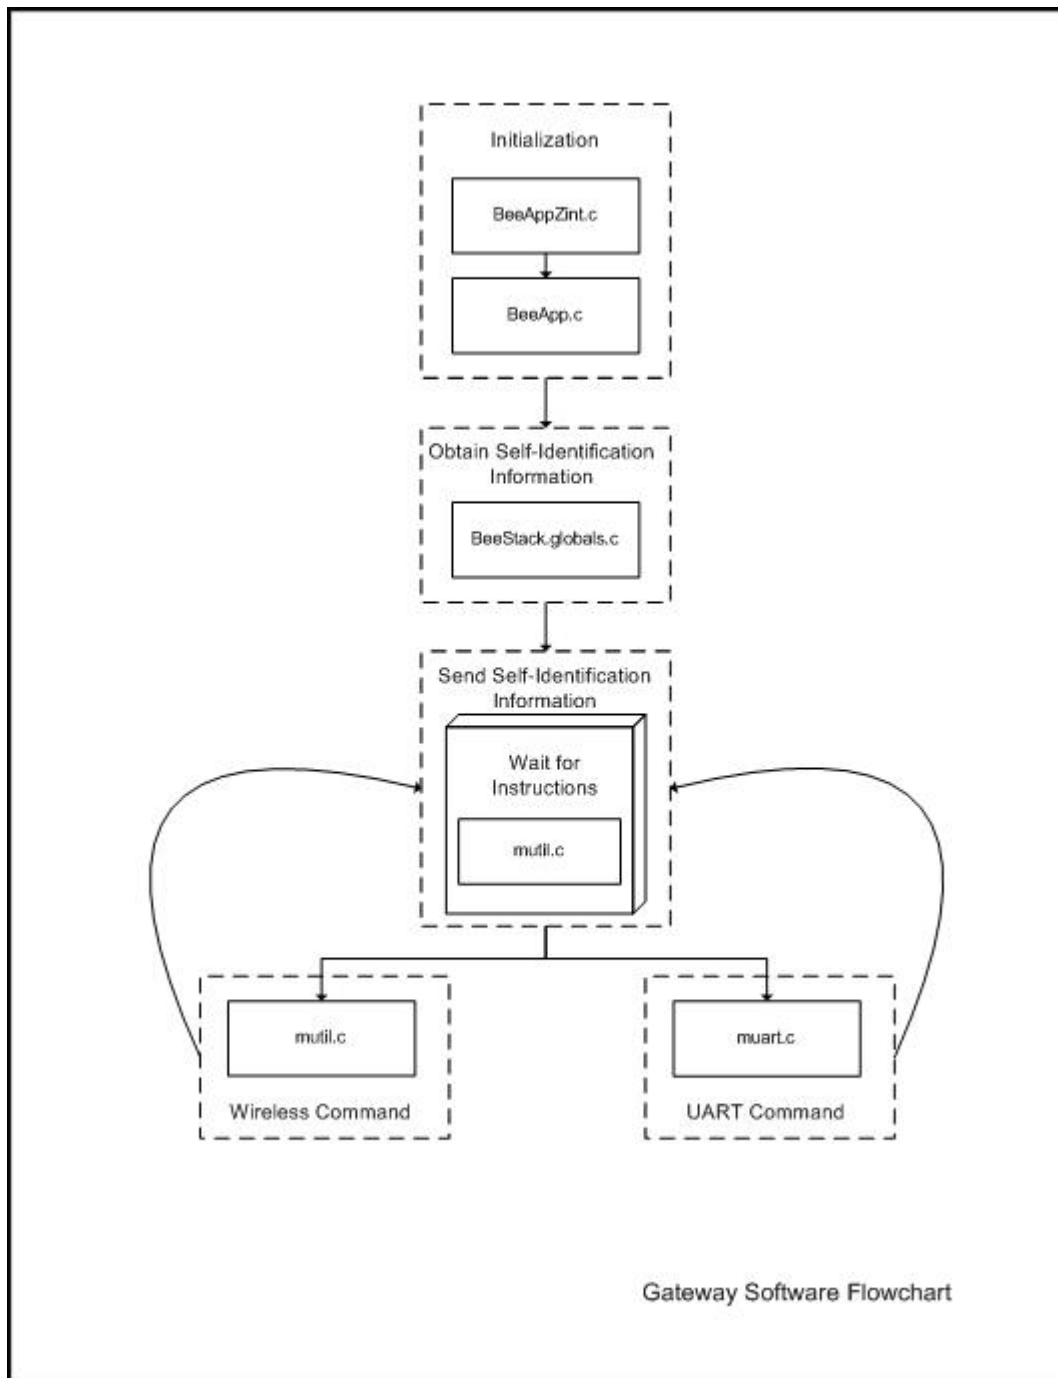 Initialization
BeeAppZint.c
BeeApp.c
Obtain Self-Identification
Information
BeeStack.globals.c
Send Self-Identification
Information
Wait for
Instructions
mutil.c
mutil.c
muart.c
Wireless Command
UART Command
Gateway Software Flowchart